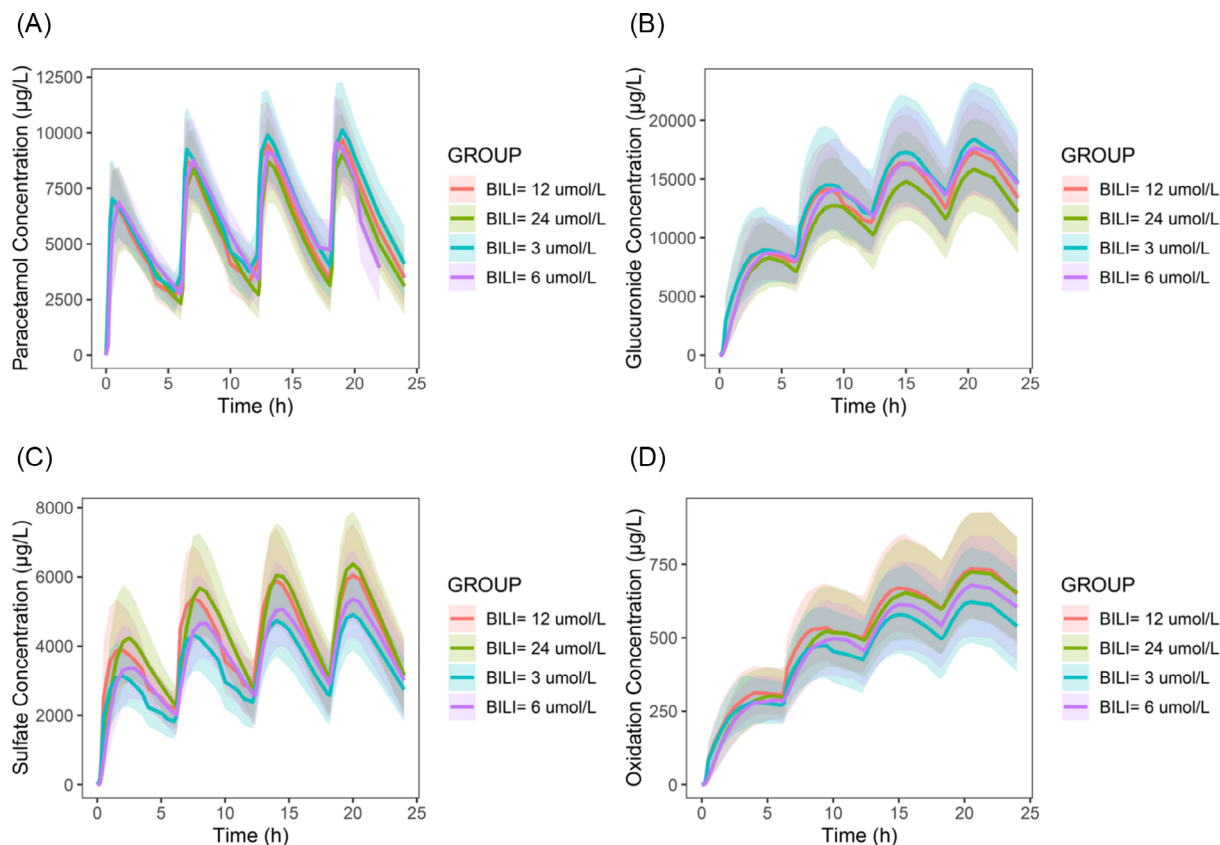 (A)
Paracetamol Concentration (µg/L)
12500
10000
7500
5000
2500
0
0 5 10 15 20 25
Time (h)
GROUP
BILI= 12 umol/L
BILI= 24 umol/L
BILI= 3 umol/L
BILI= 6 umol/L
(B)
Glucuronide Concentration (µg/L)
20000
15000
10000
5000
0
0 5 10 15 20 25
Time (h)
GROUP
BILI= 12 umol/L
BILI= 24 umol/L
BILI= 3 umol/L
BILI= 6 umol/L
(C)
Sulfate Concentration (µg/L)
8000
6000
4000
2000
0
0 5 10 15 20 25
Time (h)
GROUP
BILI= 12 umol/L
BILI= 24 umol/L
BILI= 3 umol/L
BILI= 6 umol/L
(D)
Oxidation Concentration (µg/L)
750
500
250
0
0 5 10 15 20 25
Time (h)
GROUP
BILI= 12 umol/L
BILI= 24 umol/L
BILI= 3 umol/L
BILI= 6 umol/L